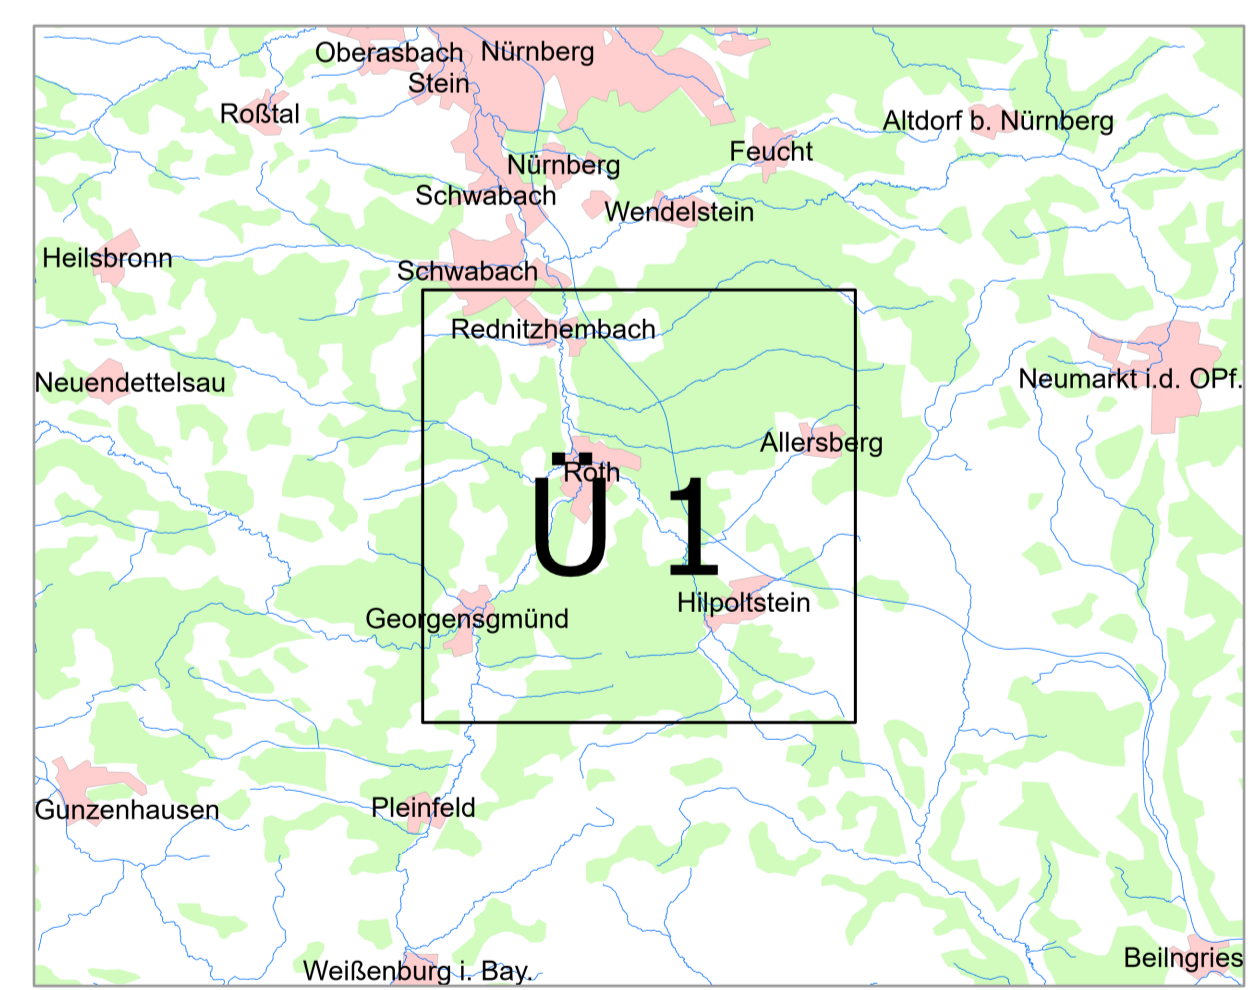 Oberasbach
Nürnberg
Stein
Roßtal
Altdorf b. Nürnberg
Feucht
Nürnberg
Schwabach
Wendelstein
Heilsbronn
Schwabach
Rednitzhembach
Neuendettelsau
Neumarkt i.d. OPf.
Allersberg
Roth
Ü 1
Hilpoltstein
Georgensgmünd
Gunzenhausen
Pleinfeld
Beilngries
Weißenburg i. Bay.